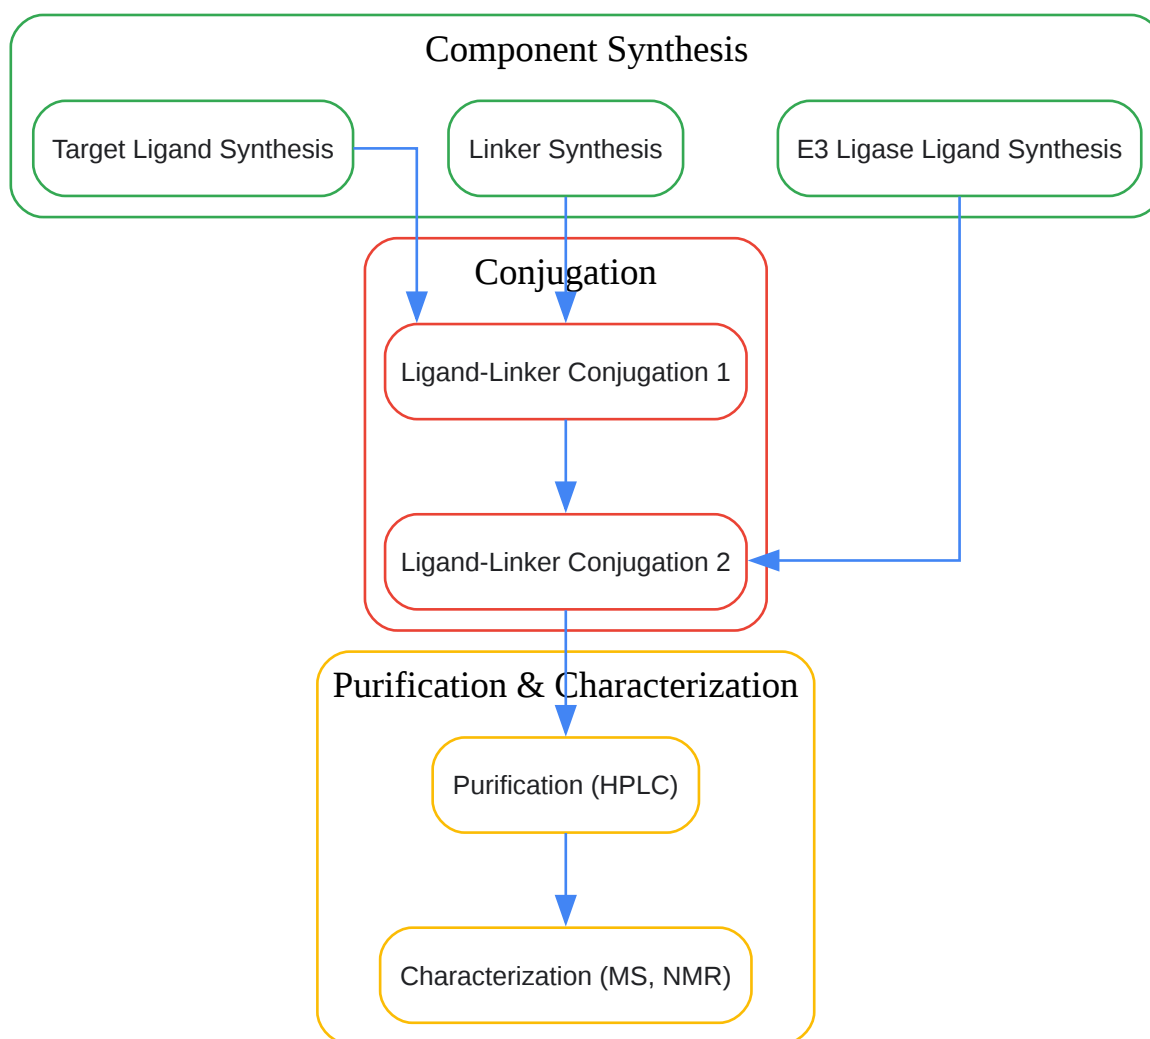 Component Synthesis
Target Ligand Synthesis
Linker Synthesis
E3 Ligase Ligand Synthesis
Conjugation
Ligand-Linker Conjugation 1
Ligand-Linker Conjugation 2
Purification & Characterization
Purification (HPLC)
Characterization (MS, NMR)